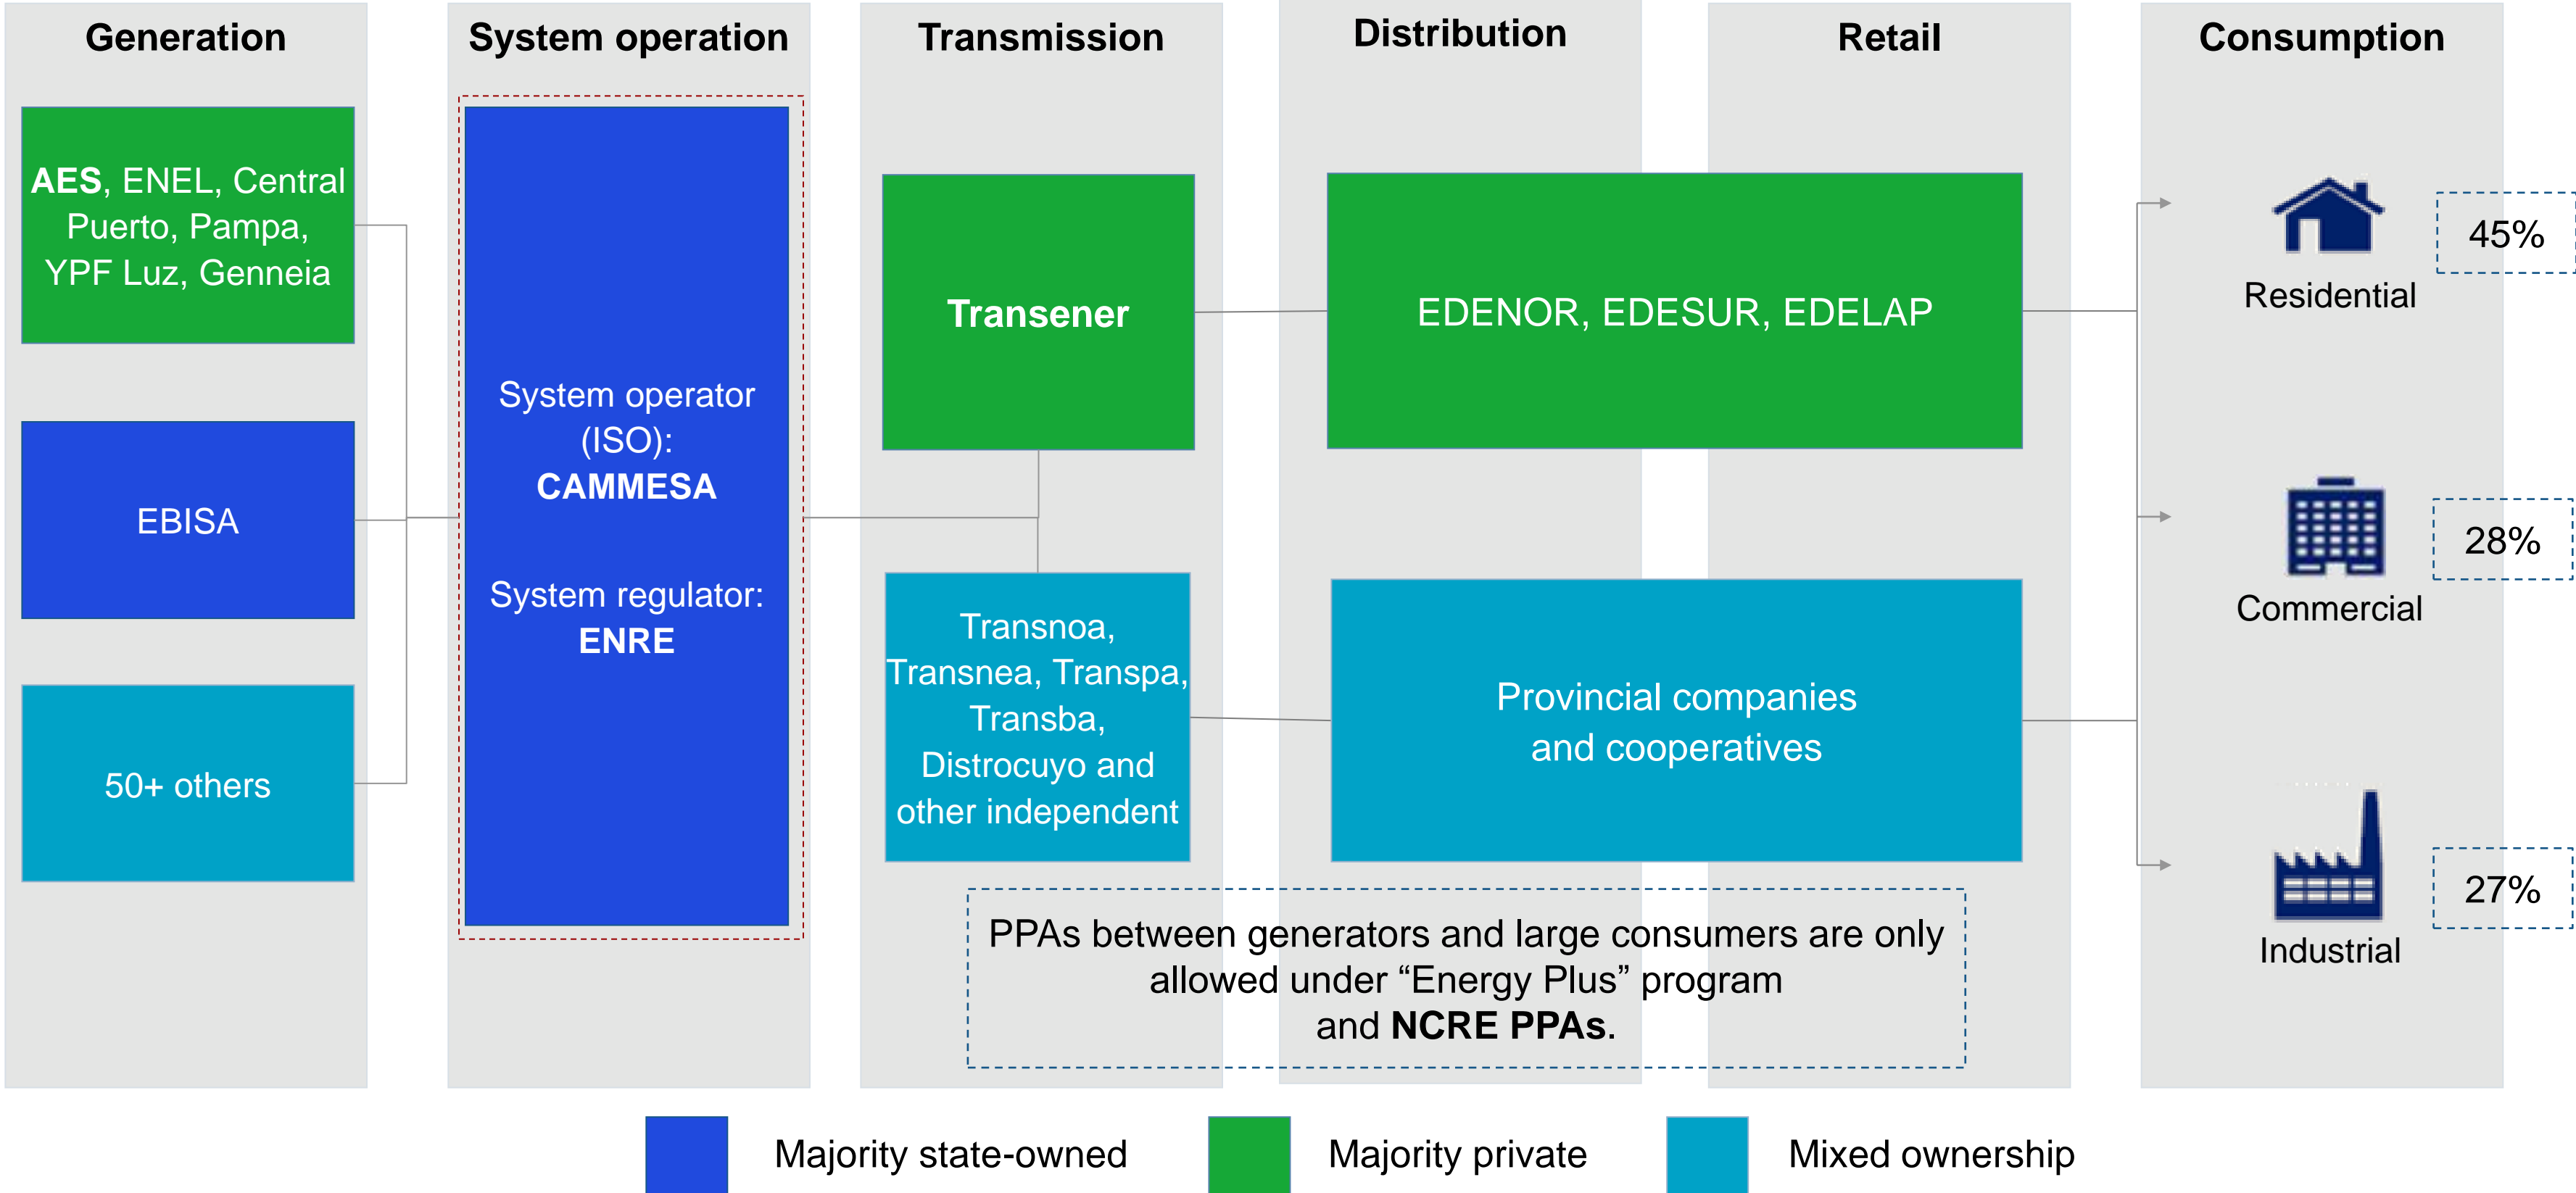 Generation
System operation
Transmission
Distribution
Retail
Consumption
AES, ENEL, Central
Puerto, Pampa,
YPF Luz, Genneia
EBISA
50+ others
System operator
(ISO):
CAMMESA
System regulator:
ENRE
Transener
Transnoa,
Transnea, Transpa,
Transba,
Distrocuyo and
other independent
EDENOR, EDESUR, EDELAP
Provincial companies
and cooperatives
Residential
45%
Commercial
28%
Industrial
27%
PPAs between generators and large consumers are only
allowed under “Energy Plus” program
and NCRE PPAs.
Majority state-owned
Majority private
Mixed ownership